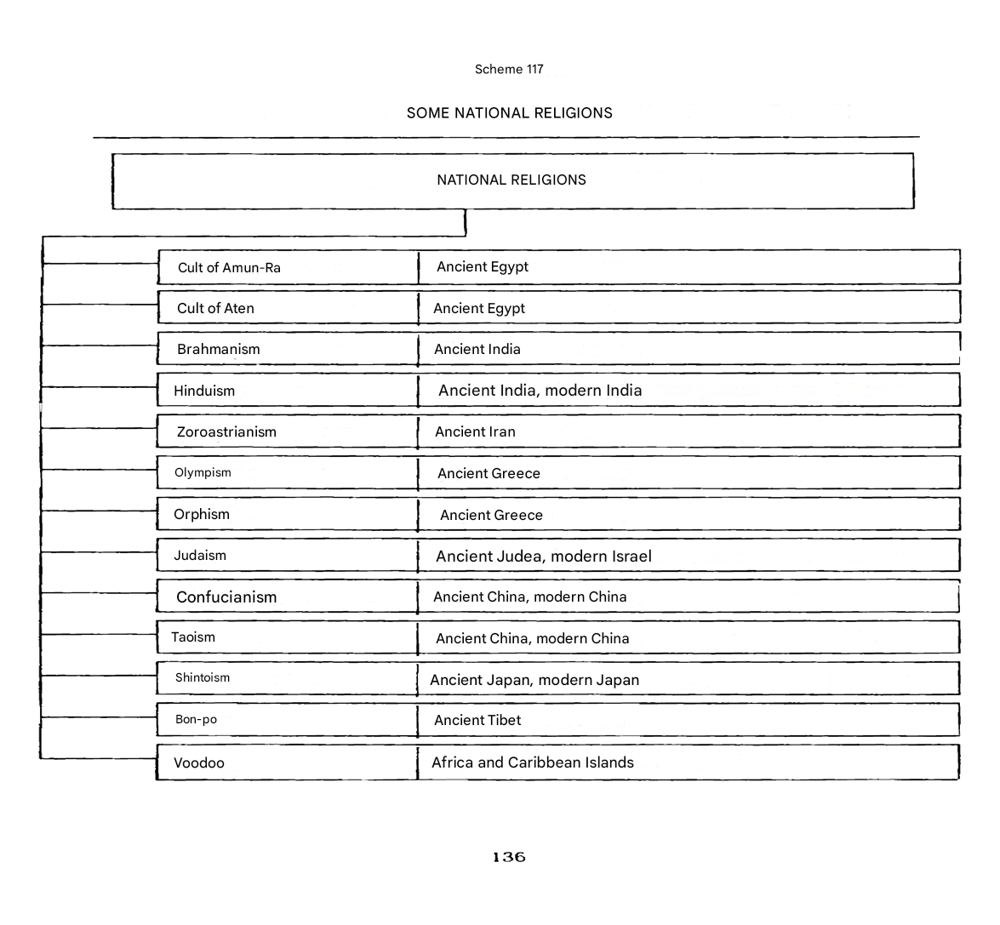 Scheme 117
SOME NATIONAL RELIGIONS
NATIONAL RELIGIONS
Cult of Amun-Ra Ancient Egypt
Cult of Aten Ancient Egypt
Brahmanism Ancient India
Hinduism Ancient India, modern India
Zoroastrianism Ancient Iran
Olympism Ancient Greece
Orphism Ancient Greece
Judaism Ancient Judea, modern Israel
Confucianism Ancient China, modern China
Taoism Ancient China, modern China
Shintoism Ancient Japan, modern Japan
Bon-po Ancient Tibet
Voodoo Africa and Caribbean Islands
136